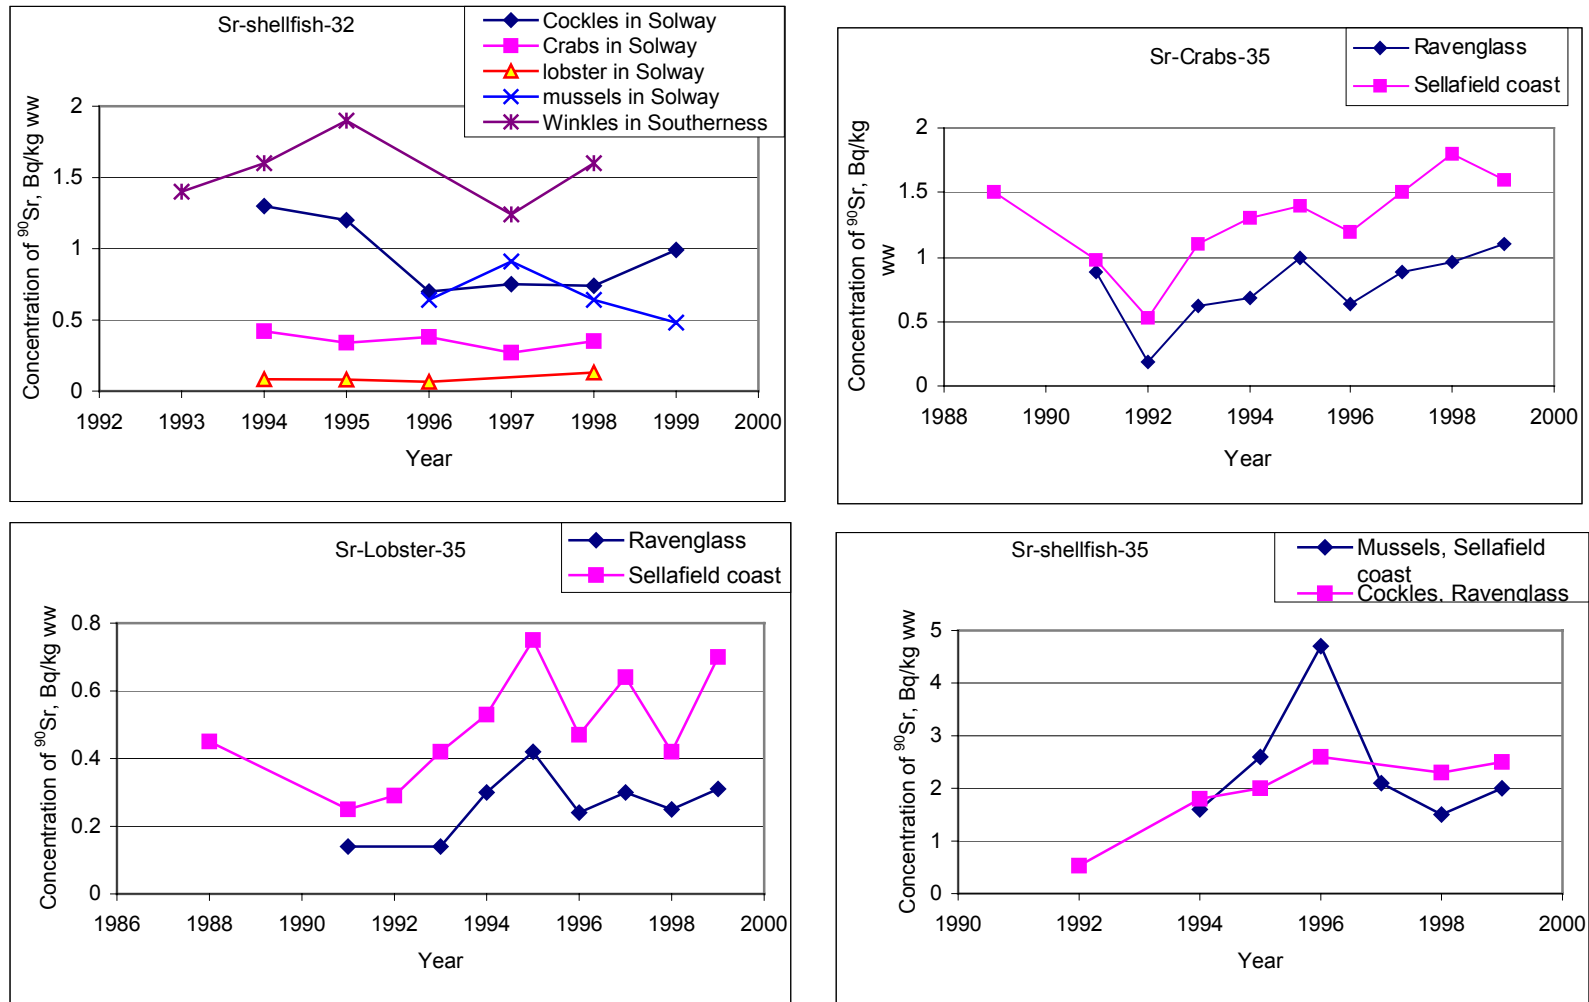 Sr-shellfish-32
Cockles in Solway
Crabs in Solway
lobster in Solway
mussels in Solway
Winkles in Southerness
Concentration of ⁹⁰Sr, Bq/kg ww
2
1.5
1
0.5
0
1992 1993 1994 1995 1996 1997 1998 1999 2000
Year
Sr-Crabs-35
Ravenglass
Sellafield coast
Concentration of ⁹⁰Sr, Bq/kg
ww
2
1.5
1
0.5
0
1988 1990 1992 1994 1996 1998 2000
Year
Sr-Lobster-35
Ravenglass
Sellafield coast
Concentration of ⁹⁰Sr, Bq/kg ww
0.8
0.6
0.4
0.2
0
1986 1988 1990 1992 1994 1996 1998 2000
Year
Sr-shellfish-35
Mussels, Sellafield
coast
Cockles, Ravenglass
Concentration of ⁹⁰Sr, Bq/kg ww
5
4
3
2
1
0
1990 1992 1994 1996 1998 2000
Year